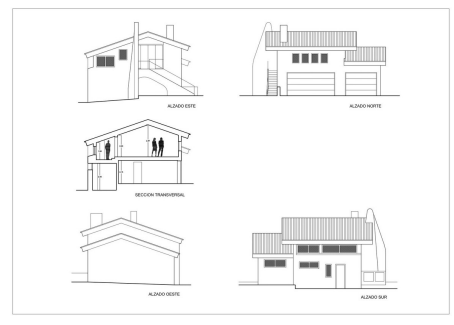 ALZADO ESTE
ALZADO NORTE
SECCION TRANSVERSAL
ALZADO OESTE
ALZADO SUR